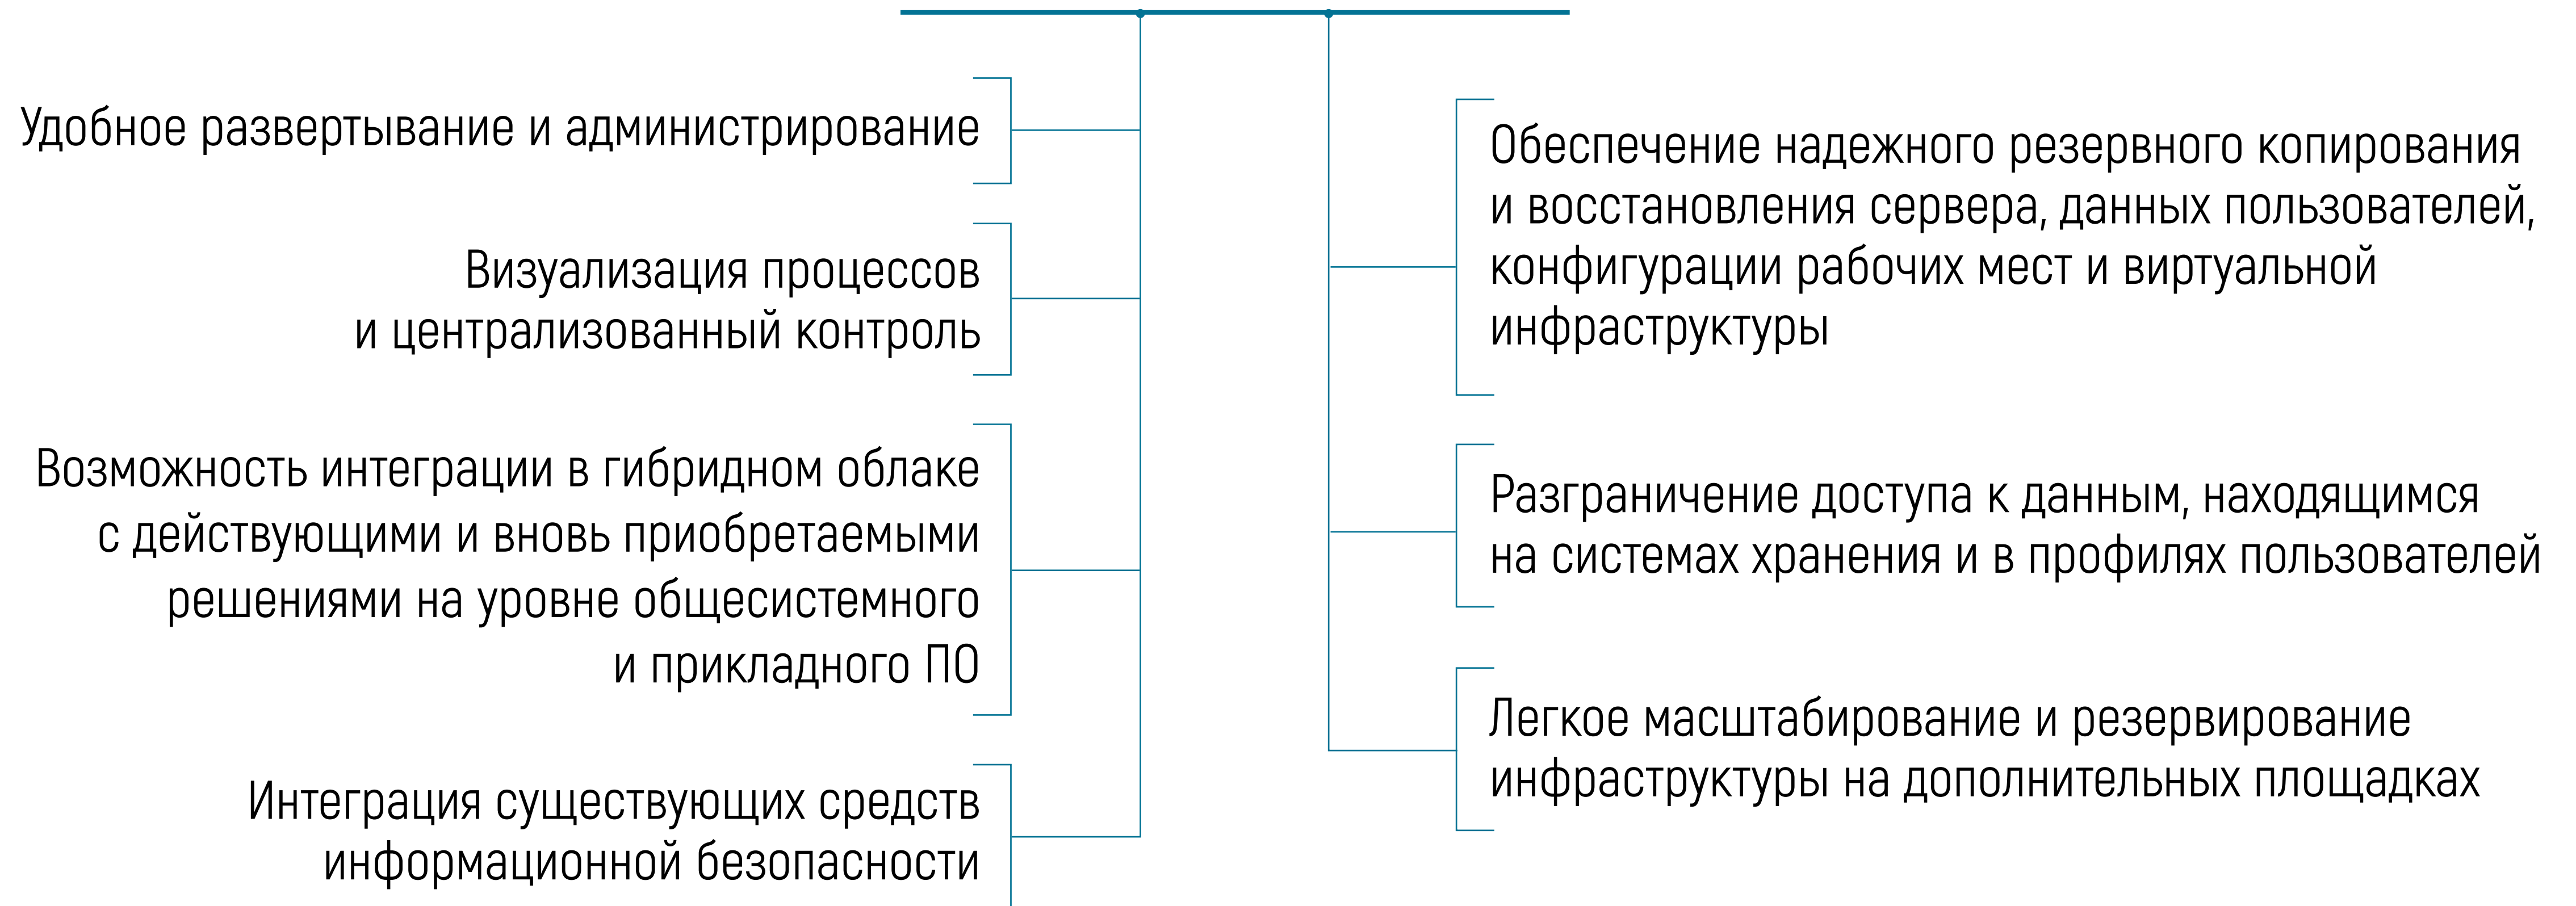 Удобное развертывание и администрирование
Визуализация процессов
и централизованный контроль
Возможность интеграции в гибридном облаке
с действующими и вновь приобретаемыми
решениями на уровне общесистемного
и прикладного ПО
Интеграция существующих средств
информационной безопасности
Обеспечение надежного резервного копирования
и восстановления сервера, данных пользователей,
конфигурации рабочих мест и виртуальной
инфраструктуры
Разграничение доступа к данным, находящимся
на системах хранения и в профилях пользователей
Легкое масштабирование и резервирование
инфраструктуры на дополнительных площадках